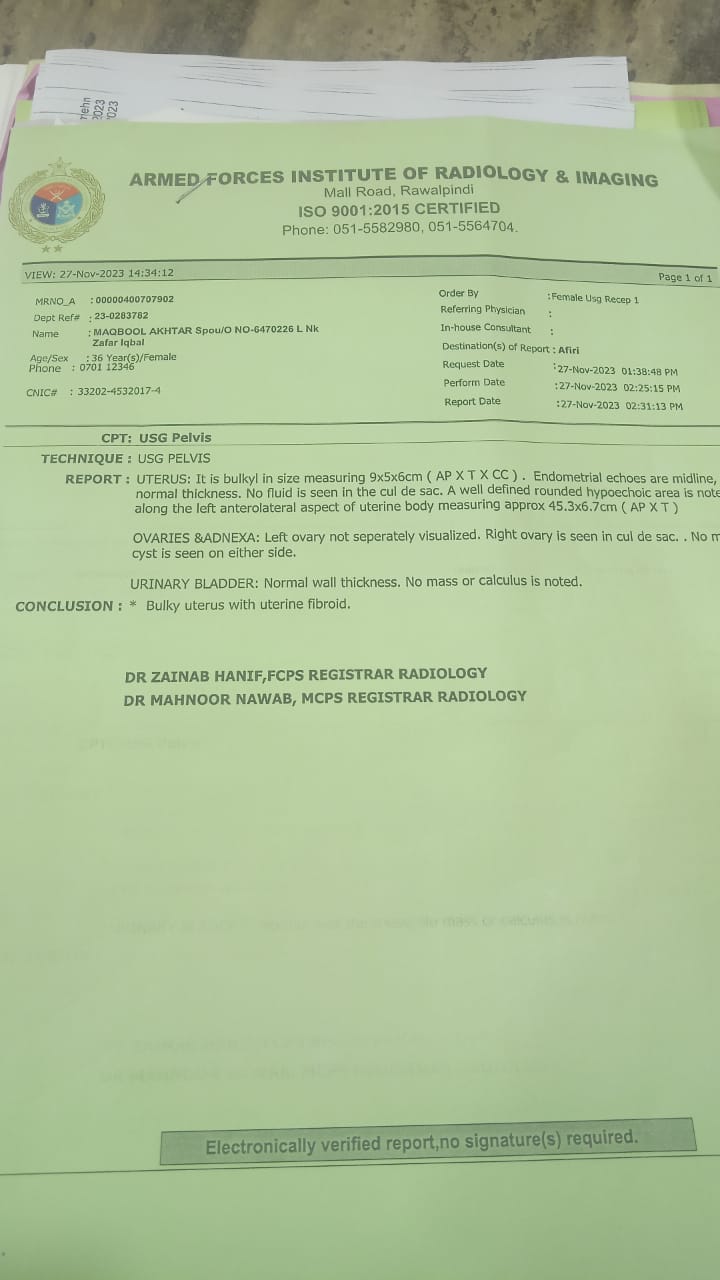 ARMED FORCES INSTITUTE OF RADIOLOGY & IMAGING
Mall Road, Rawalpindi
ISO 9001:2015 CERTIFIED
Phone: 051-5582980, 051-5564704.
VIEW: 27-Nov-2023 14:34:12
Page 1 of 1
MRNO_A : 00000400707902
Dept Ref# : 23-0283782
Name : MAQBOOL AKHTAR Spou/O NO-6470226 L Nk
Zafar Iqbal
Age/Sex : 36 Year(s)/Female
Phone : 0701 12346
CNIC# : 33202-4532017-4
Order By :Female Usg Recep 1
Referring Physician :
In-house Consultant :
Destination(s) of Report : Afiri
Request Date :27-Nov-2023 01:38:48 PM
Perform Date :27-Nov-2023 02:25:15 PM
Report Date :27-Nov-2023 02:31:13 PM
CPT: USG Pelvis
TECHNIQUE : USG PELVIS
REPORT : UTERUS: It is bulkyl in size measuring 9x5x6cm ( AP X T X CC ) . Endometrial echoes are midline,
normal thickness. No fluid is seen in the cul de sac. A well defined rounded hypoechoic area is note
along the left anterolateral aspect of uterine body measuring approx 45.3x6.7cm ( AP X T )
OVARIES &ADNEXA: Left ovary not seperately visualized. Right ovary is seen in cul de sac. . No m
cyst is seen on either side.
URINARY BLADDER: Normal wall thickness. No mass or calculus is noted.
CONCLUSION : * Bulky uterus with uterine fibroid.
DR ZAINAB HANIF,FCPS REGISTRAR RADIOLOGY
DR MAHNOOR NAWAB, MCPS REGISTRAR RADIOLOGY
Electronically verified report,no signature(s) required.